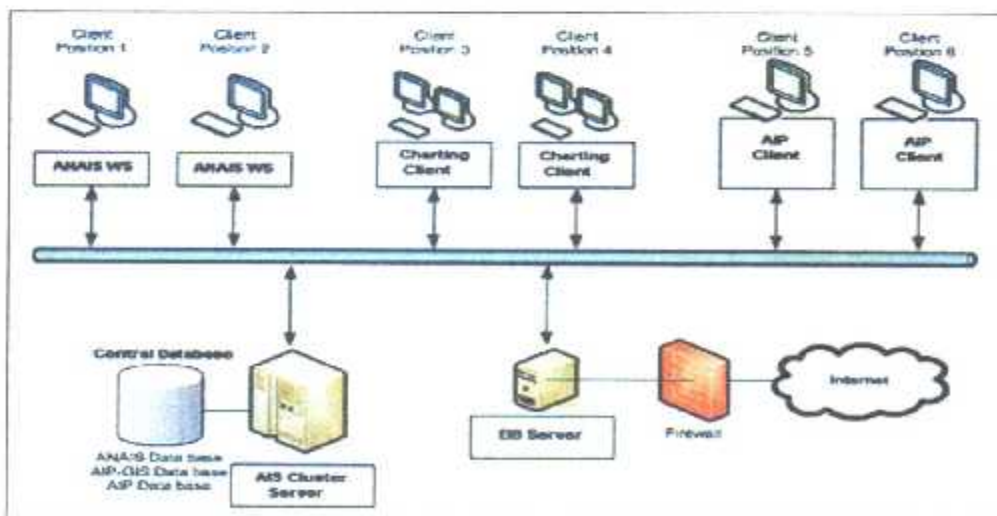 Client
Position 1
Client
Position 2
Client
Position 3
Client
Position 4
Client
Position 5
Client
Position 6
ANAIS WS
ANAIS WS
Charting
Client
Charting
Client
AIP
Client
AIP
Client
Central Database
ANAIS Data base
AIP-GIS Data base
AIP Data base
AIS Cluster
Server
Server
Firewall
Internet